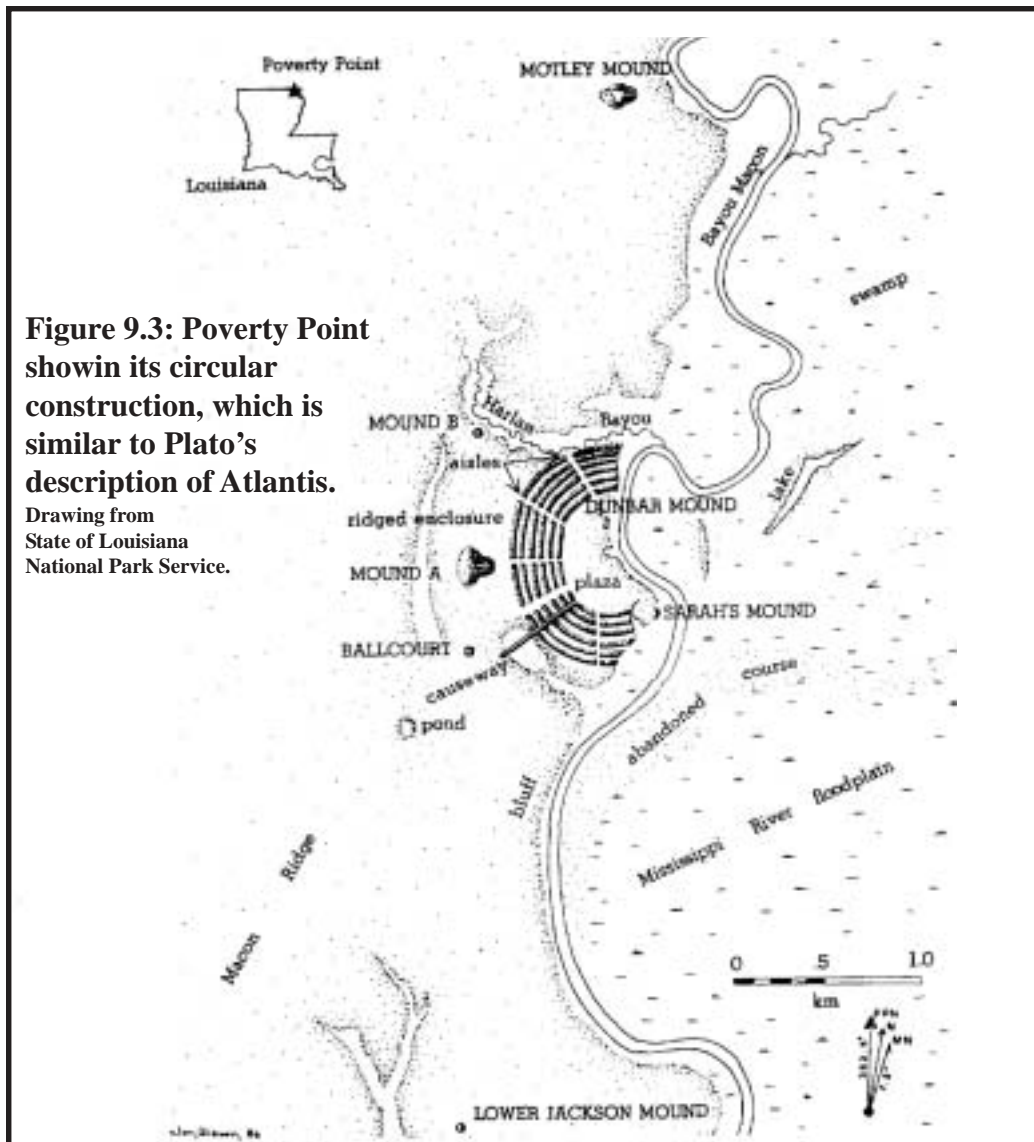 Poverty Point
MOTLEY MOUND
Louisiana
Bayou Macon
swamp
Figure 9.3: Poverty Point
showin its circular
construction, which is
similar to Plato's
description of Atlantis.
Drawing from
State of Louisiana
National Park Service.
MOUND B
Harlan Bayou
aisles
lake
DUNBAR MOUND
ridged enclosure
MOUND A
plaza
SARAH'S MOUND
BALLCOURT
causeway
abandoned course
pond
bluff
Mississippi River floodplain
Macon Ridge
0 .5 1.0
km
PPN
N
MN
LOWER JACKSON MOUND